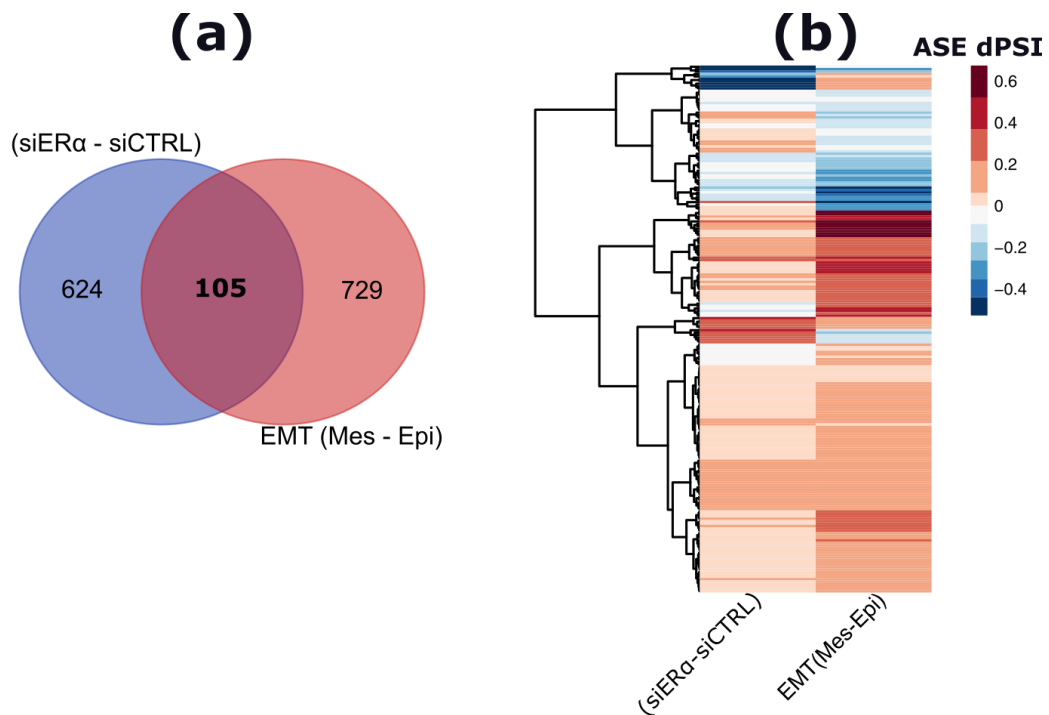 (a)
(siERα - siCTRL)
624
105
729
EMT (Mes - Epi)
(b)
ASE dPSI
0.6
0.4
0.2
0
−0.2
−0.4
(siERα-siCTRL)
EMT(Mes-Epi)